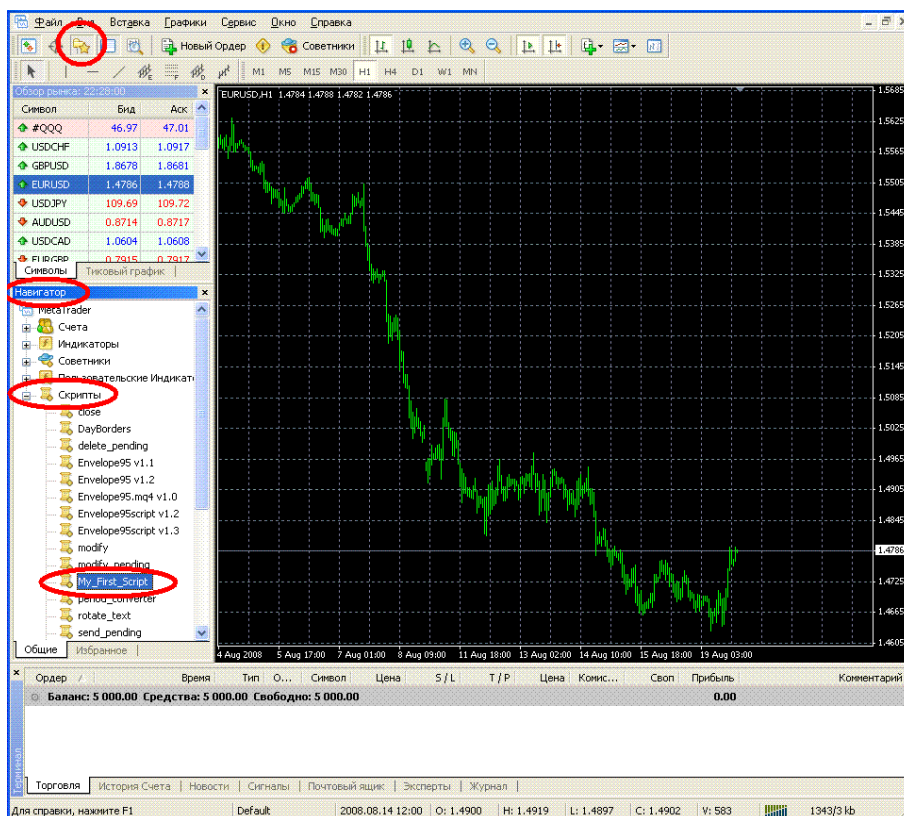 Файл Вид Вставка Графики Сервис Окно Справка
Новый Ордер Советники
M1 M5 M15 M30 H1 H4 D1 W1 MN
Обзор рынка: 22:28:00
Символ Бид Аск
#QQQ 46.97 47.01
USDCHF 1.0913 1.0917
GBPUSD 1.8678 1.8681
EURUSD 1.4786 1.4788
USDJPY 109.69 109.72
AUDUSD 0.8714 0.8717
USDCAD 1.0604 1.0608
EURGBP 0.7915 0.7917
Символы Тиковый график
Навигатор
MetaTrader
Счета
Индикаторы
Советники
Пользовательские Индикат
Скрипты
close
DayBorders
delete_pending
Envelope95 v1.1
Envelope95 v1.2
Envelope95.mq4 v1.0
Envelope95script v1.2
Envelope95script v1.3
modify
modify_pending
My_First_Script
period_converter
rotate_text
send_pending
Общие Избранное
EURUSD,H1 1.4784 1.4788 1.4782 1.4786
1.5685
1.5625
1.5565
1.5505
1.5445
1.5385
1.5325
1.5265
1.5205
1.5145
1.5085
1.5025
1.4965
1.4905
1.4845
1.4786
1.4725
1.4665
1.4605
4 Aug 2008 5 Aug 17:00 7 Aug 01:00 8 Aug 09:00 11 Aug 18:00 13 Aug 02:00 14 Aug 10:00 15 Aug 18:00 19 Aug 03:00
Ордер Время Тип О... Символ Цена S / L T / P Цена Комис... Своп Прибыль Комментарий
Баланс: 5 000.00 Средства: 5 000.00 Свободно: 5 000.00 0.00
Терминал
Торговля История Счета Новости Сигналы Почтовый ящик Эксперты Журнал
Для справки, нажмите F1 Default 2008.08.14 12:00 O: 1.4900 H: 1.4919 L: 1.4897 C: 1.4902 V: 583 1343/3 kb